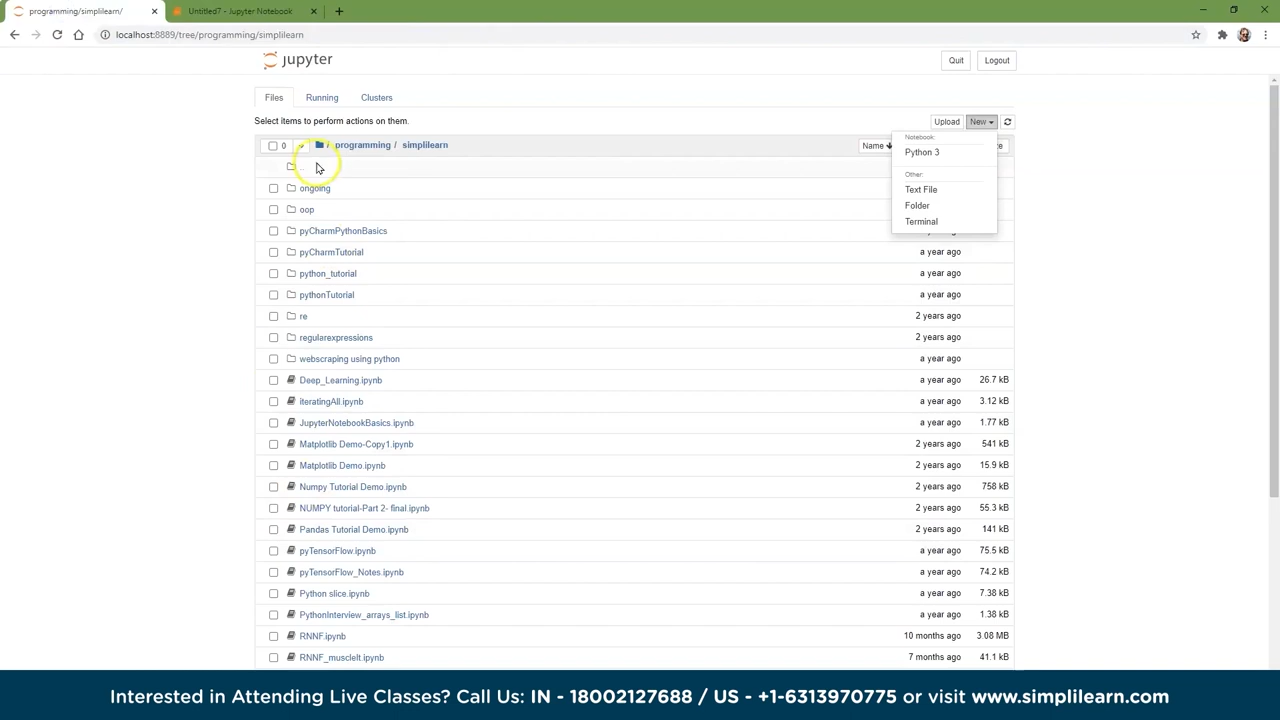 programming/simplilearn/
Untitled7 - Jupyter Notebook
localhost:8889/tree/programming/simplilearn
jupyter
Quit
Logout
Files
Running
Clusters
Select items to perform actions on them.
Upload
New
0
/ programming / simplilearn
Name
Notebook:
Python 3
Other:
Text File
Folder
Terminal
..
ongoing
oop
pyCharmPythonBasics
pyCharmTutorial a year ago
python_tutorial a year ago
pythonTutorial a year ago
re 2 years ago
regularexpressions 2 years ago
webscraping using python a year ago
Deep_Learning.ipynb a year ago 26.7 kB
iteratingAll.ipynb a year ago 3.12 kB
JupyterNotebookBasics.ipynb a year ago 1.77 kB
Matplotlib Demo-Copy1.ipynb 2 years ago 541 kB
Matplotlib Demo.ipynb 2 years ago 15.9 kB
Numpy Tutorial Demo.ipynb 2 years ago 758 kB
NUMPY tutorial-Part 2- final.ipynb 2 years ago 55.3 kB
Pandas Tutorial Demo.ipynb 2 years ago 141 kB
pyTensorFlow.ipynb a year ago 75.5 kB
pyTensorFlow_Notes.ipynb a year ago 74.2 kB
Python slice.ipynb a year ago 7.38 kB
PythonInterview_arrays_list.ipynb a year ago 1.38 kB
RNNF.ipynb 10 months ago 3.08 MB
RNNF_muscleIt.ipynb 7 months ago 41.1 kB
Interested in Attending Live Classes? Call Us: IN - 18002127688 / US - +1-6313970775 or visit www.simplilearn.com